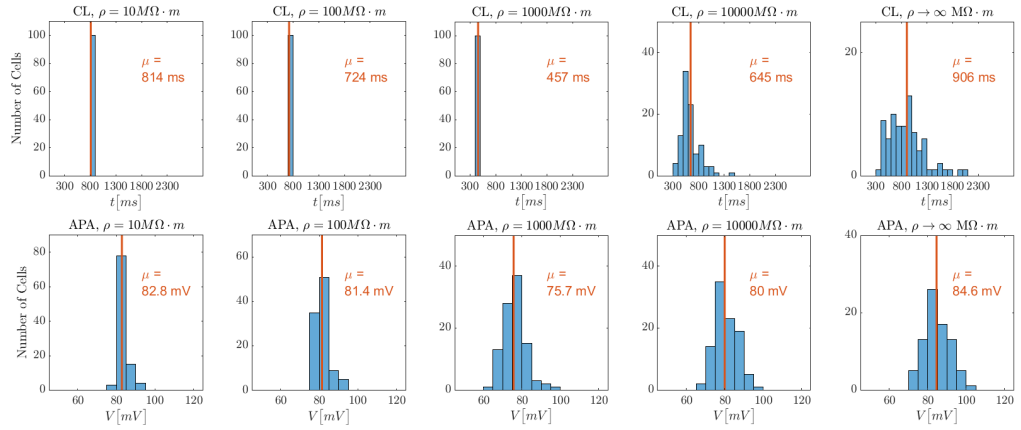 CL, ρ = 10MΩ · m
CL, ρ = 100MΩ · m
CL, ρ = 1000MΩ · m
CL, ρ = 10000MΩ · m
CL, ρ → ∞ MΩ · m
Number of Cells
100
80
60
40
20
0
μ =
814 ms
300 800 1300 1800 2300
t[ms]
100
80
60
40
20
0
μ =
724 ms
300 800 1300 1800 2300
t[ms]
100
80
60
40
20
0
μ =
457 ms
300 800 1300 1800 2300
t[ms]
40
20
0
μ =
645 ms
300 800 1300 1800 2300
t[ms]
20
0
μ =
906 ms
300 800 1300 1800 2300
t[ms]
APA, ρ = 10MΩ · m
APA, ρ = 100MΩ · m
APA, ρ = 1000MΩ · m
APA, ρ = 10000MΩ · m
APA, ρ → ∞ MΩ · m
Number of Cells
80
60
40
20
0
μ =
82.8 mV
60 80 100 120
V[mV]
60
40
20
0
μ =
81.4 mV
60 80 100 120
V[mV]
40
20
0
μ =
75.7 mV
60 80 100 120
V[mV]
40
20
0
μ =
80 mV
60 80 100 120
V[mV]
40
20
0
μ =
84.6 mV
60 80 100 120
V[mV]